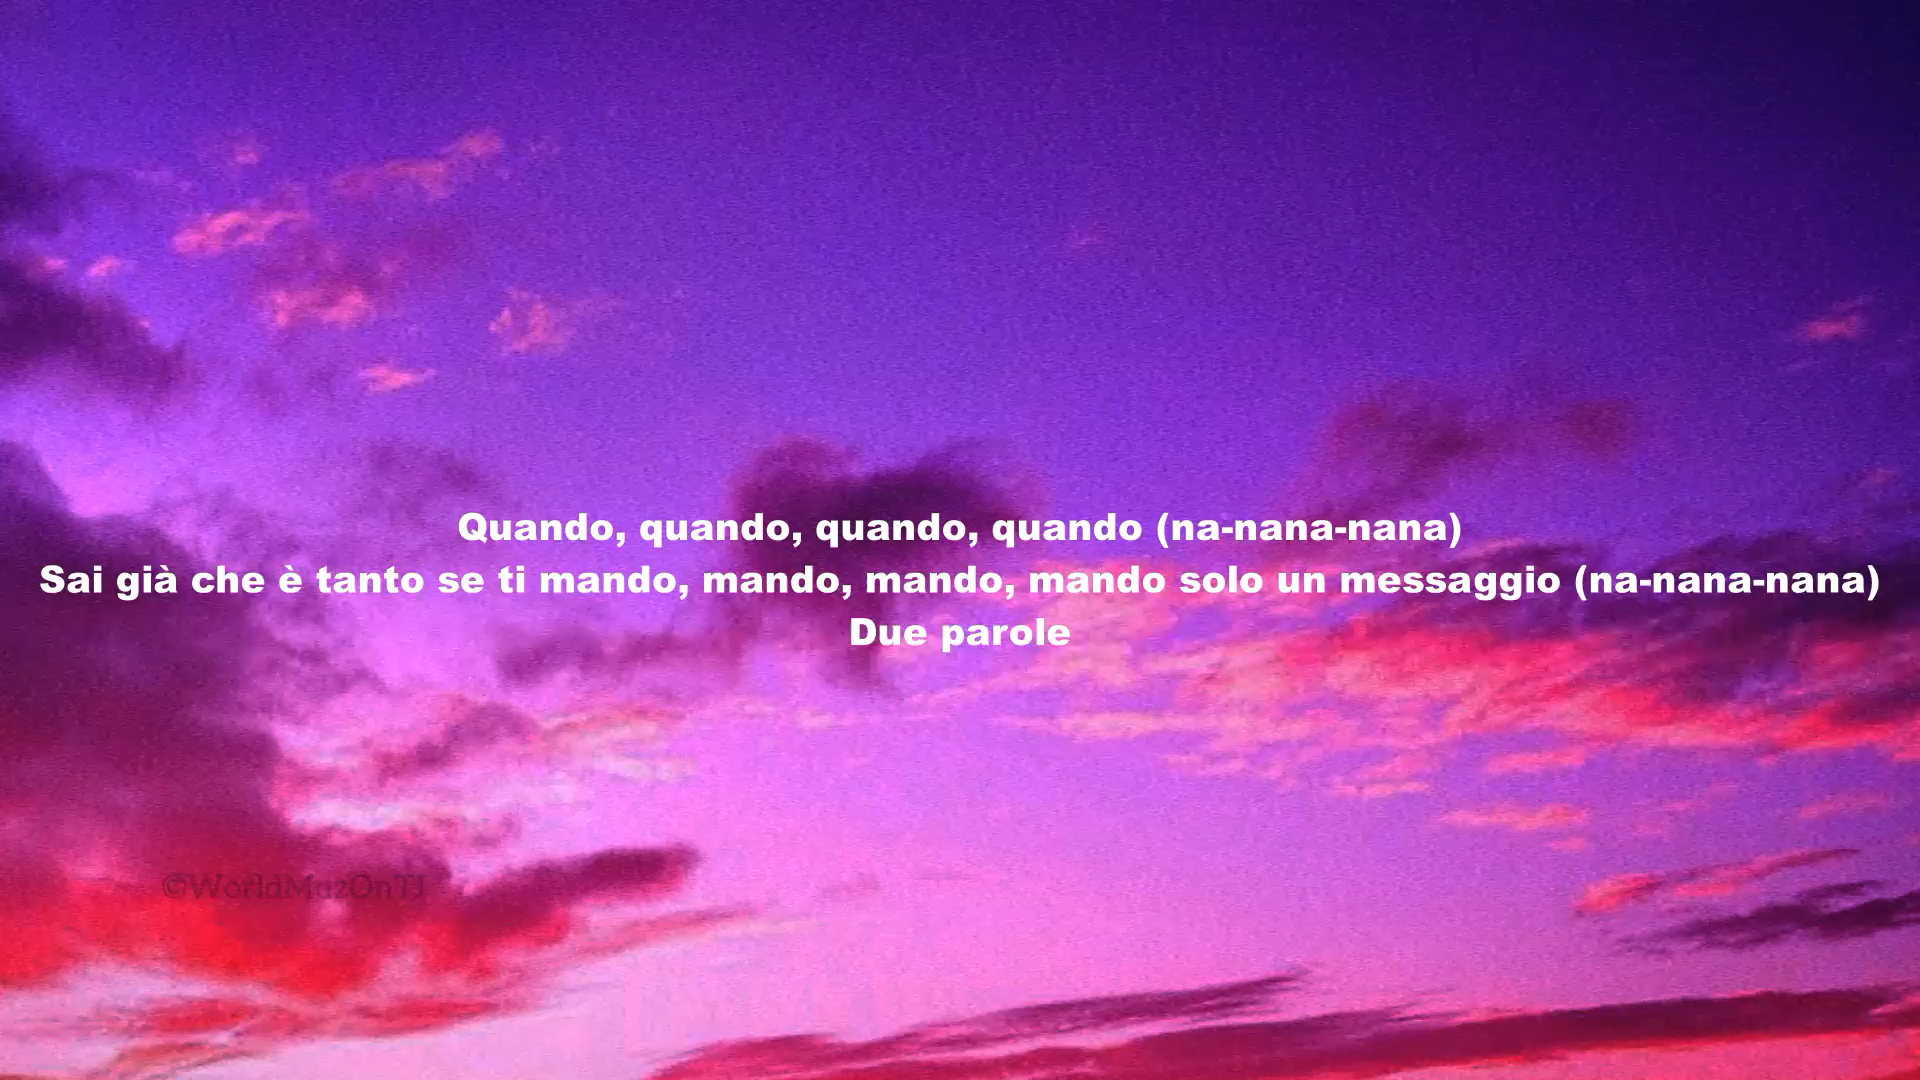 Quando, quando, quando, quando (na-nana-nana)
Sai già che è tanto se ti mando, mando, mando, mando solo un messaggio (na-nana-nana)
Due parole
©WorldMuzOnTJ